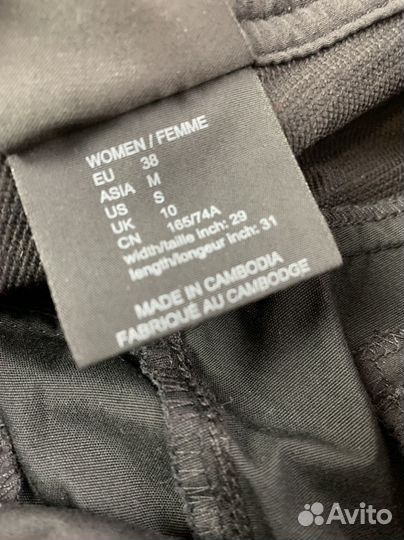 WOMEN / FEMME
EU 38
ASIA M
US S
UK 10
CN 165/74A
width/taille inch: 29
length/longeur inch: 31
MADE IN CAMBODIA
FABRIQUÉ AU CAMBODGE
Avito